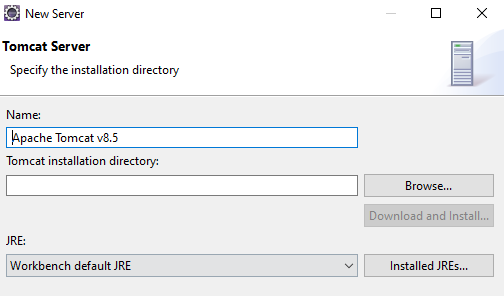 New Server
Tomcat Server
Specify the installation directory
Name:
Apache Tomcat v8.5
Tomcat installation directory:
Browse...
Download and Install...
JRE:
Workbench default JRE
Installed JREs...